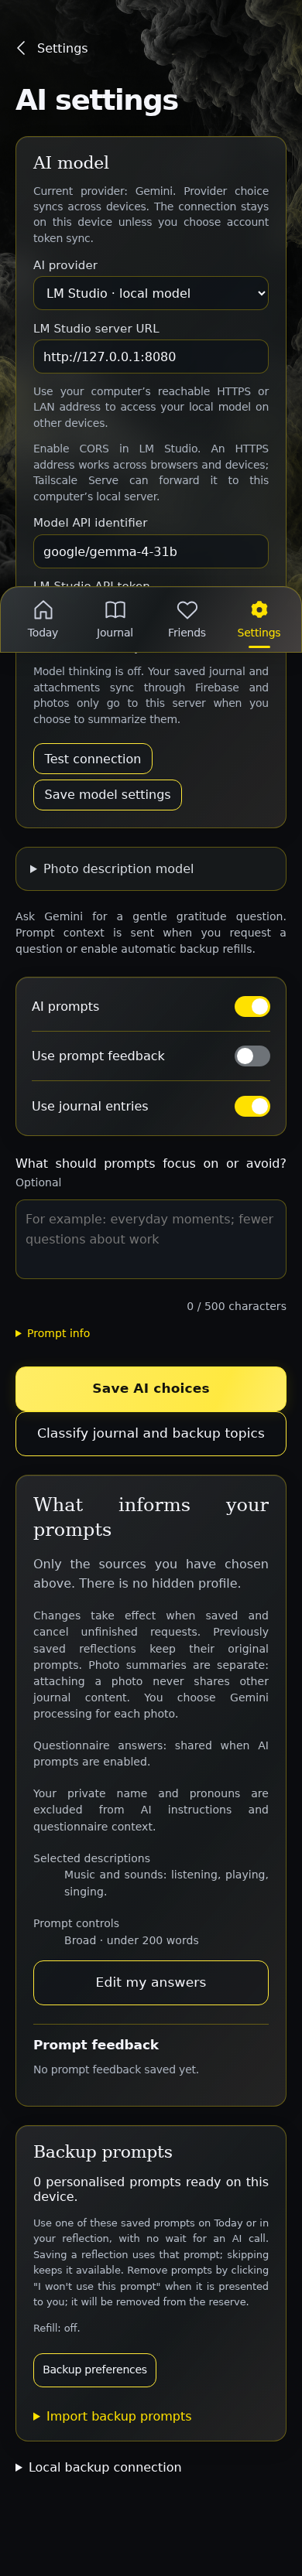 Settings
AI settings
AI model
Current provider: Gemini. Provider choice
syncs across devices. The connection stays
on this device unless you choose account
token sync.
AI provider
LM Studio · local model
LM Studio server URL
http://127.0.0.1:8080
Use your computer’s reachable HTTPS or
LAN address to access your local model on
other devices.
Enable CORS in LM Studio. An HTTPS
address works across browsers and devices;
Tailscale Serve can forward it to this
computer’s local server.
Model API identifier
google/gemma-4-31b
LM Studio API token
Today
Journal
Friends
Settings
Model thinking is off. Your saved journal and
attachments sync through Firebase and
photos only go to this server when you
choose to summarize them.
Test connection
Save model settings
Photo description model
Ask Gemini for a gentle gratitude question.
Prompt context is sent when you request a
question or enable automatic backup refills.
AI prompts
Use prompt feedback
Use journal entries
What should prompts focus on or avoid?
Optional
For example: everyday moments; fewer
questions about work
0 / 500 characters
Prompt info
Save AI choices
Classify journal and backup topics
What informs your
prompts
Only the sources you have chosen
above. There is no hidden profile.
Changes take effect when saved and
cancel unfinished requests. Previously
saved reflections keep their original
prompts. Photo summaries are separate:
attaching a photo never shares other
journal content. You choose Gemini
processing for each photo.
Questionnaire answers: shared when AI
prompts are enabled.
Your private name and pronouns are
excluded from AI instructions and
questionnaire context.
Selected descriptions
Music and sounds: listening, playing,
singing.
Prompt controls
Broad · under 200 words
Edit my answers
Prompt feedback
No prompt feedback saved yet.
Backup prompts
0 personalised prompts ready on this
device.
Use one of these saved prompts on Today or in
your reflection, with no wait for an AI call.
Saving a reflection uses that prompt; skipping
keeps it available. Remove prompts by clicking
"I won't use this prompt" when it is presented
to you; it will be removed from the reserve.
Refill: off.
Backup preferences
Import backup prompts
Local backup connection